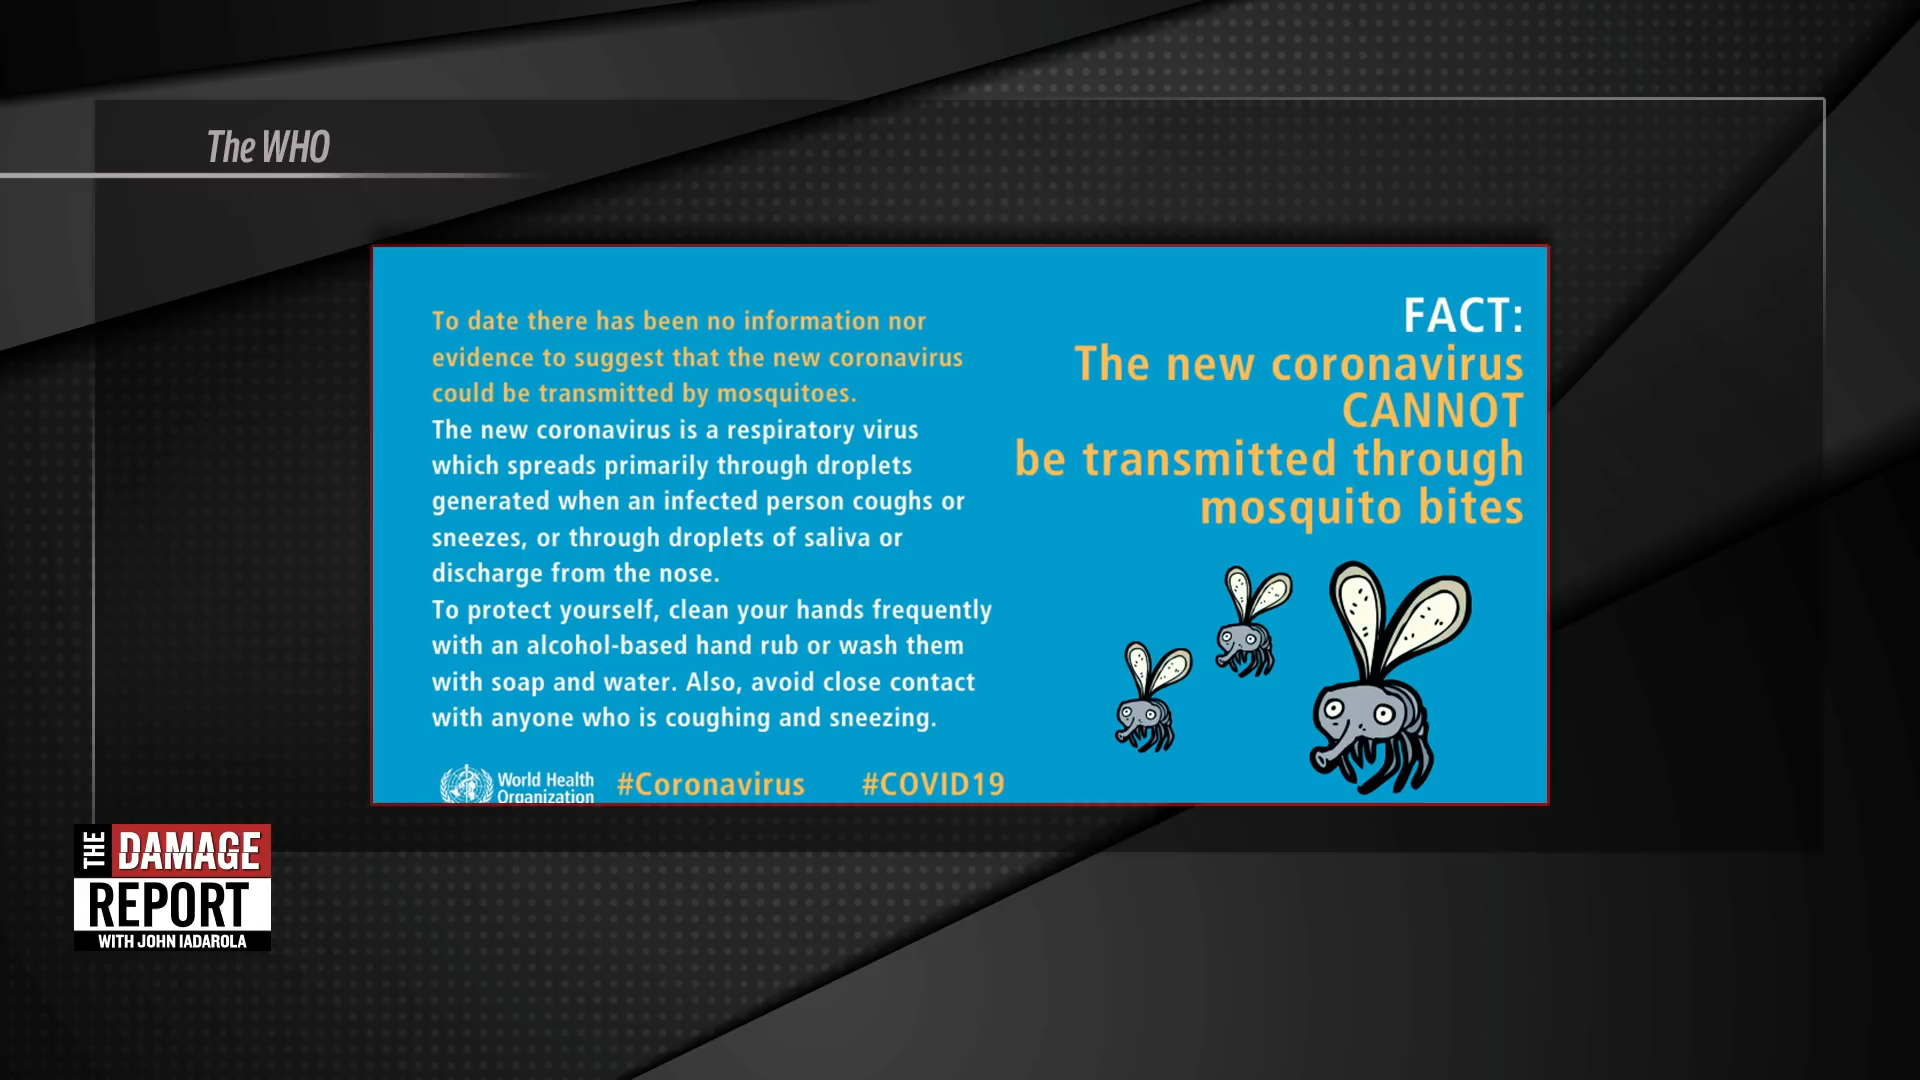 The WHO
To date there has been no information nor
evidence to suggest that the new coronavirus
could be transmitted by mosquitoes.
The new coronavirus is a respiratory virus
which spreads primarily through droplets
generated when an infected person coughs or
sneezes, or through droplets of saliva or
discharge from the nose.
To protect yourself, clean your hands frequently
with an alcohol-based hand rub or wash them
with soap and water. Also, avoid close contact
with anyone who is coughing and sneezing.
FACT:
The new coronavirus
CANNOT
be transmitted through
mosquito bites
World Health
Organization
#Coronavirus #COVID19
THE
DAMAGE
REPORT
WITH JOHN IADAROLA